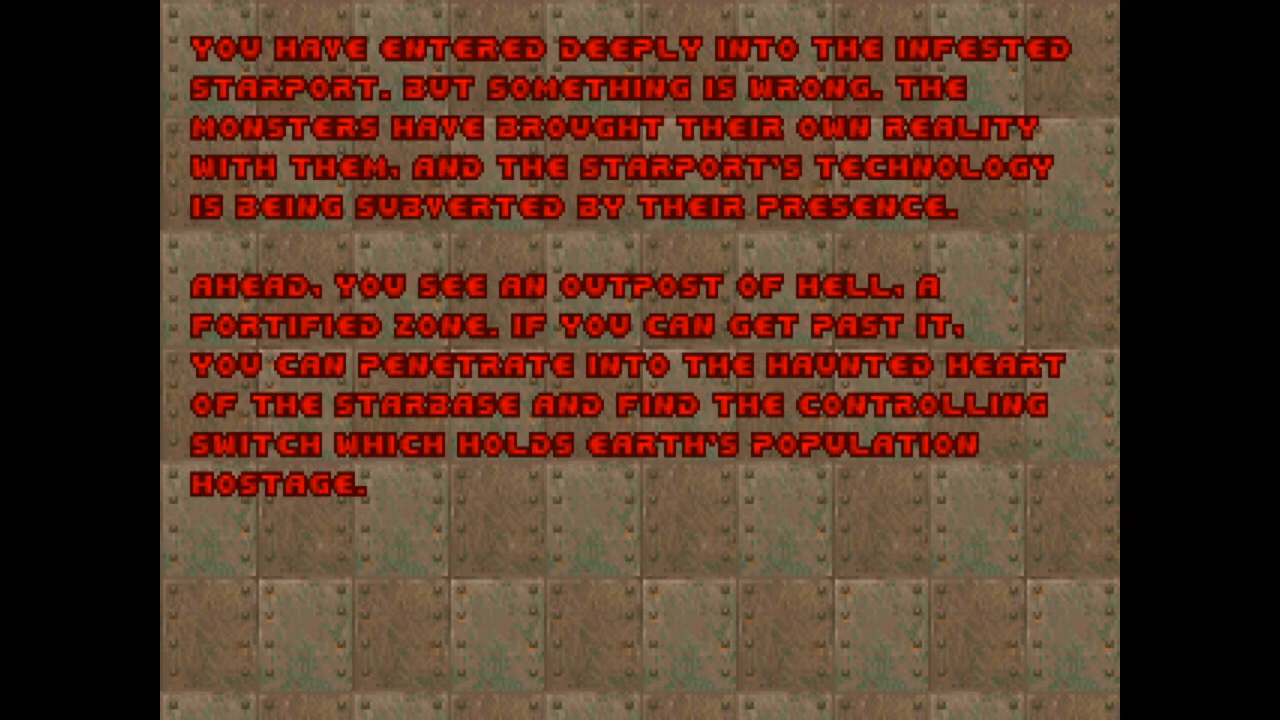 YOU HAVE ENTERED DEEPLY INTO THE INFESTED
STARPORT. BUT SOMETHING IS WRONG. THE
MONSTERS HAVE BROUGHT THEIR OWN REALITY
WITH THEM, AND THE STARPORT'S TECHNOLOGY
IS BEING SUBVERTED BY THEIR PRESENCE.
AHEAD, YOU SEE AN OUTPOST OF HELL, A
FORTIFIED ZONE. IF YOU CAN GET PAST IT,
YOU CAN PENETRATE INTO THE HAUNTED HEART
OF THE STARBASE AND FIND THE CONTROLLING
SWITCH WHICH HOLDS EARTH'S POPULATION
HOSTAGE.